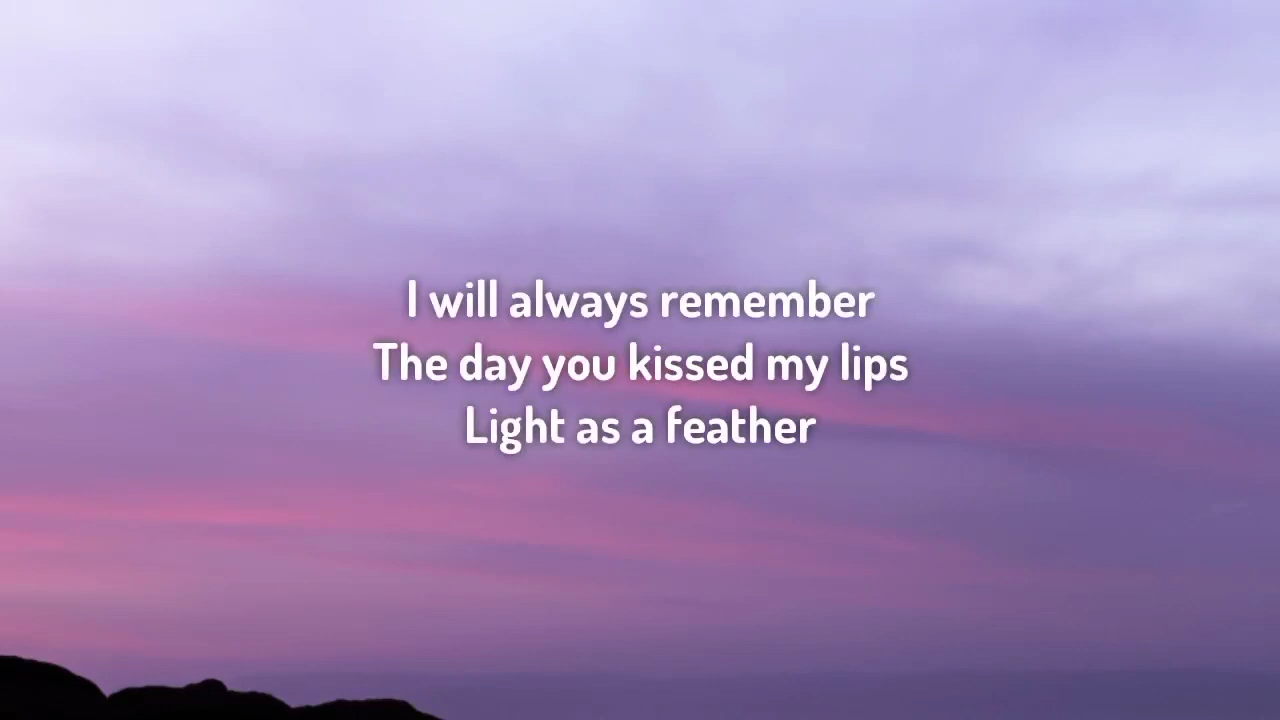 I will always remember
The day you kissed my lips
Light as a feather